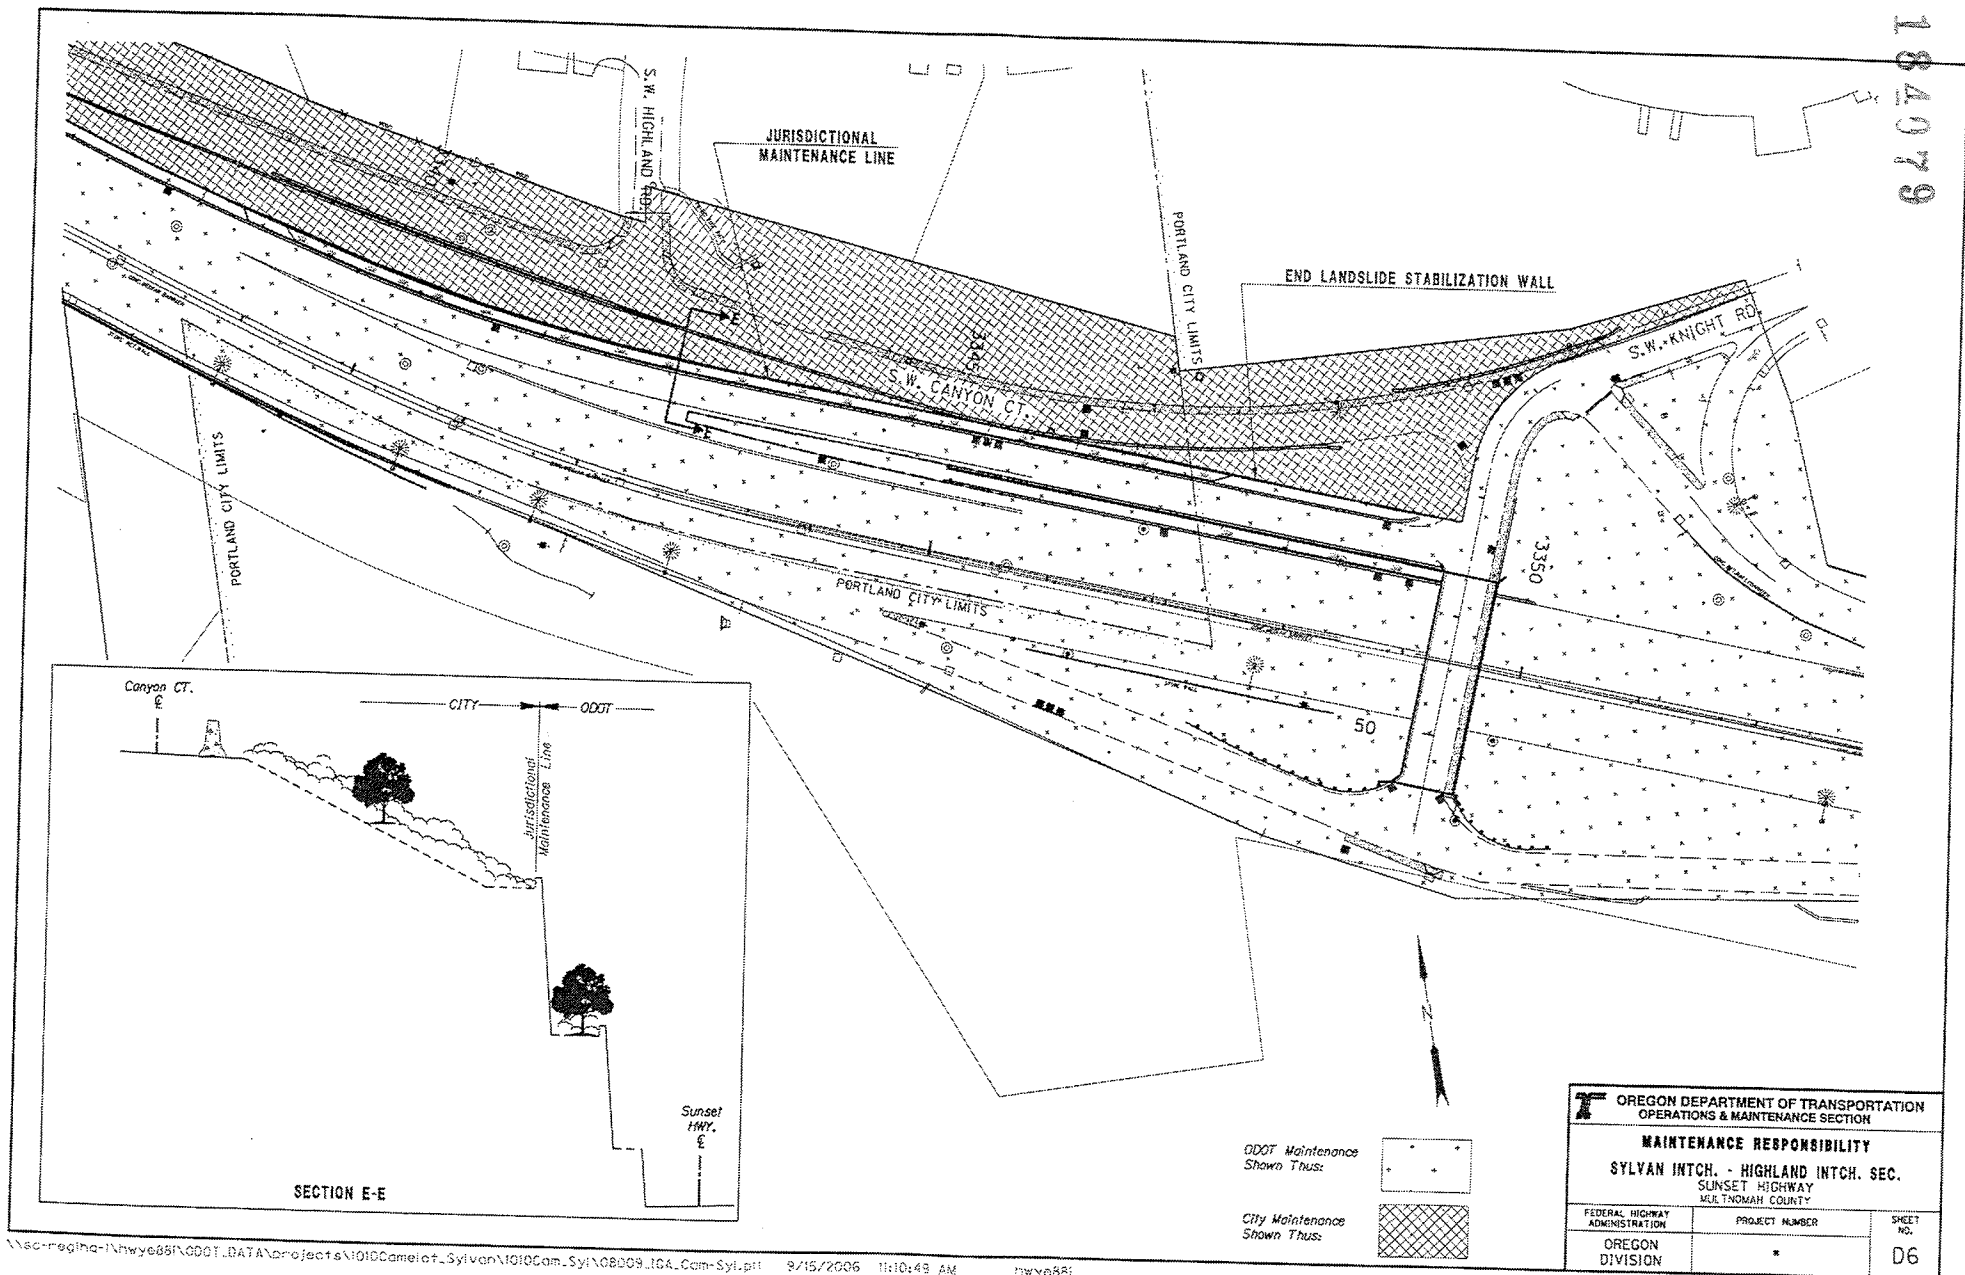 184079
S.W. HIGHLAND RD.
JURISDICTIONAL
MAINTENANCE LINE
PORTLAND CITY LIMITS
END LANDSLIDE STABILIZATION WALL
S.W. KNIGHT RD
3340
3345
S.W. CANYON CT.
E
E
3350
PORTLAND CITY LIMITS
PORTLAND CITY LIMITS
50
Canyon CT.
CITY
ODOT
Jurisdictional
Maintenance Line
Sunset
HWY.
SECTION E-E
N
ODOT Maintenance
Shown Thus:
City Maintenance
Shown Thus:
OREGON DEPARTMENT OF TRANSPORTATION
OPERATIONS & MAINTENANCE SECTION
MAINTENANCE RESPONSIBILITY
SYLVAN INTCH. - HIGHLAND INTCH. SEC.
SUNSET HIGHWAY
MULTNOMAH COUNTY
FEDERAL HIGHWAY
ADMINISTRATION
PROJECT NUMBER
SHEET
NO.
OREGON
DIVISION
*
D6
9/15/2006 11:10:49 AM hwye88i